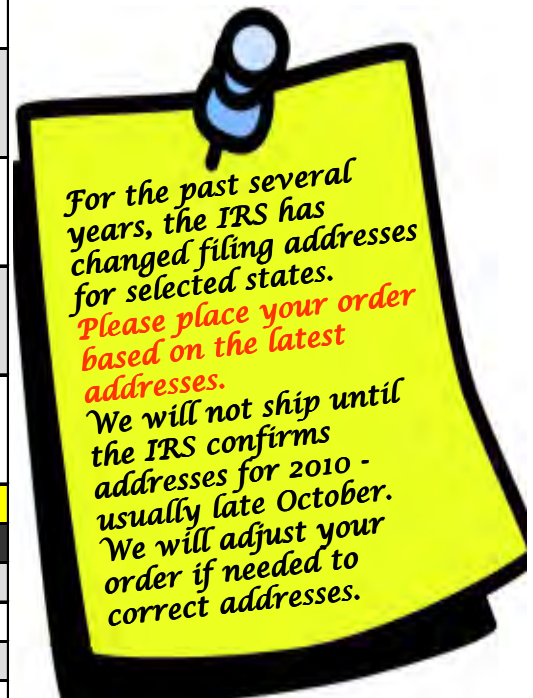 For the past several
years, the IRS has
changed filing addresses
for selected states.
Please place your order
based on the latest
addresses.
We will not ship until
the IRS confirms
addresses for 2010 -
usually late October.
We will adjust your
order if needed to
correct addresses.